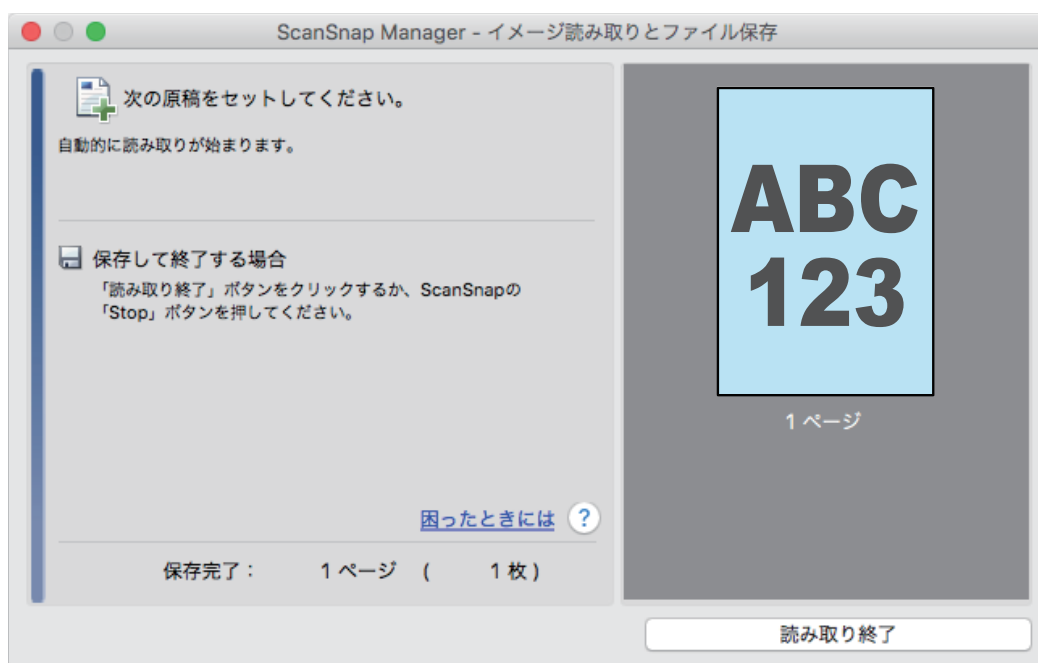 ScanSnap Manager - イメージ読み取りとファイル保存
次の原稿をセットしてください。
自動的に読み取りが始まります。
保存して終了する場合
「読み取り終了」ボタンをクリックするか、ScanSnapの
「Stop」ボタンを押してください。
困ったときには ?
保存完了： 1 ページ ( 1 枚 )
ABC
123
1 ページ
読み取り終了